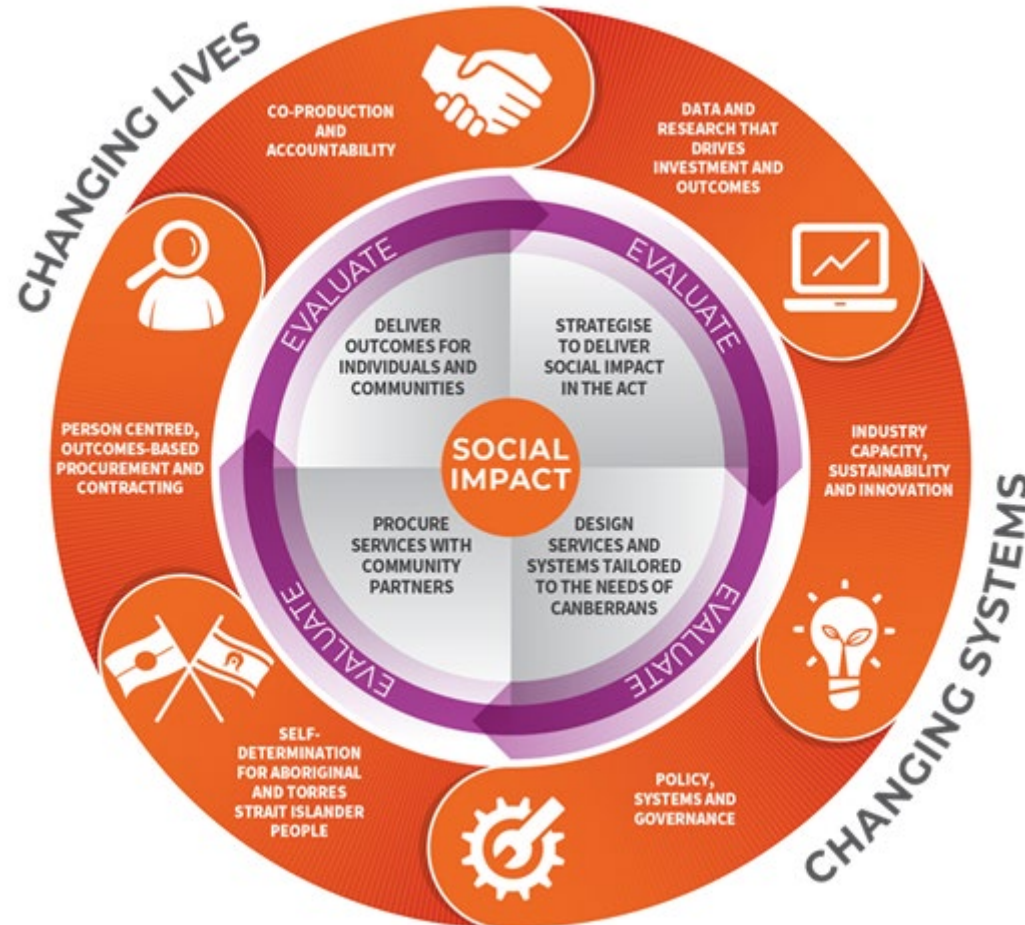 CHANGING LIVES
CO-PRODUCTION
AND
ACCOUNTABILITY
DATA AND
RESEARCH THAT
DRIVES
INVESTMENT AND
OUTCOMES
INDUSTRY
CAPACITY,
SUSTAINABILITY
AND INNOVATION
CHANGING SYSTEMS
POLICY,
SYSTEMS AND
GOVERNANCE
SELF-
DETERMINATION
FOR ABORIGINAL
AND TORRES
STRAIT ISLANDER
PEOPLE
PERSON CENTRED,
OUTCOMES-BASED
PROCUREMENT AND
CONTRACTING
EVALUATE
EVALUATE
EVALUATE
EVALUATE
DELIVER
OUTCOMES FOR
INDIVIDUALS AND
COMMUNITIES
STRATEGISE
TO DELIVER
SOCIAL IMPACT
IN THE ACT
SOCIAL
IMPACT
PROCURE
SERVICES WITH
COMMUNITY
PARTNERS
DESIGN
SERVICES AND
SYSTEMS TAILORED
TO THE NEEDS OF
CANBERRANS